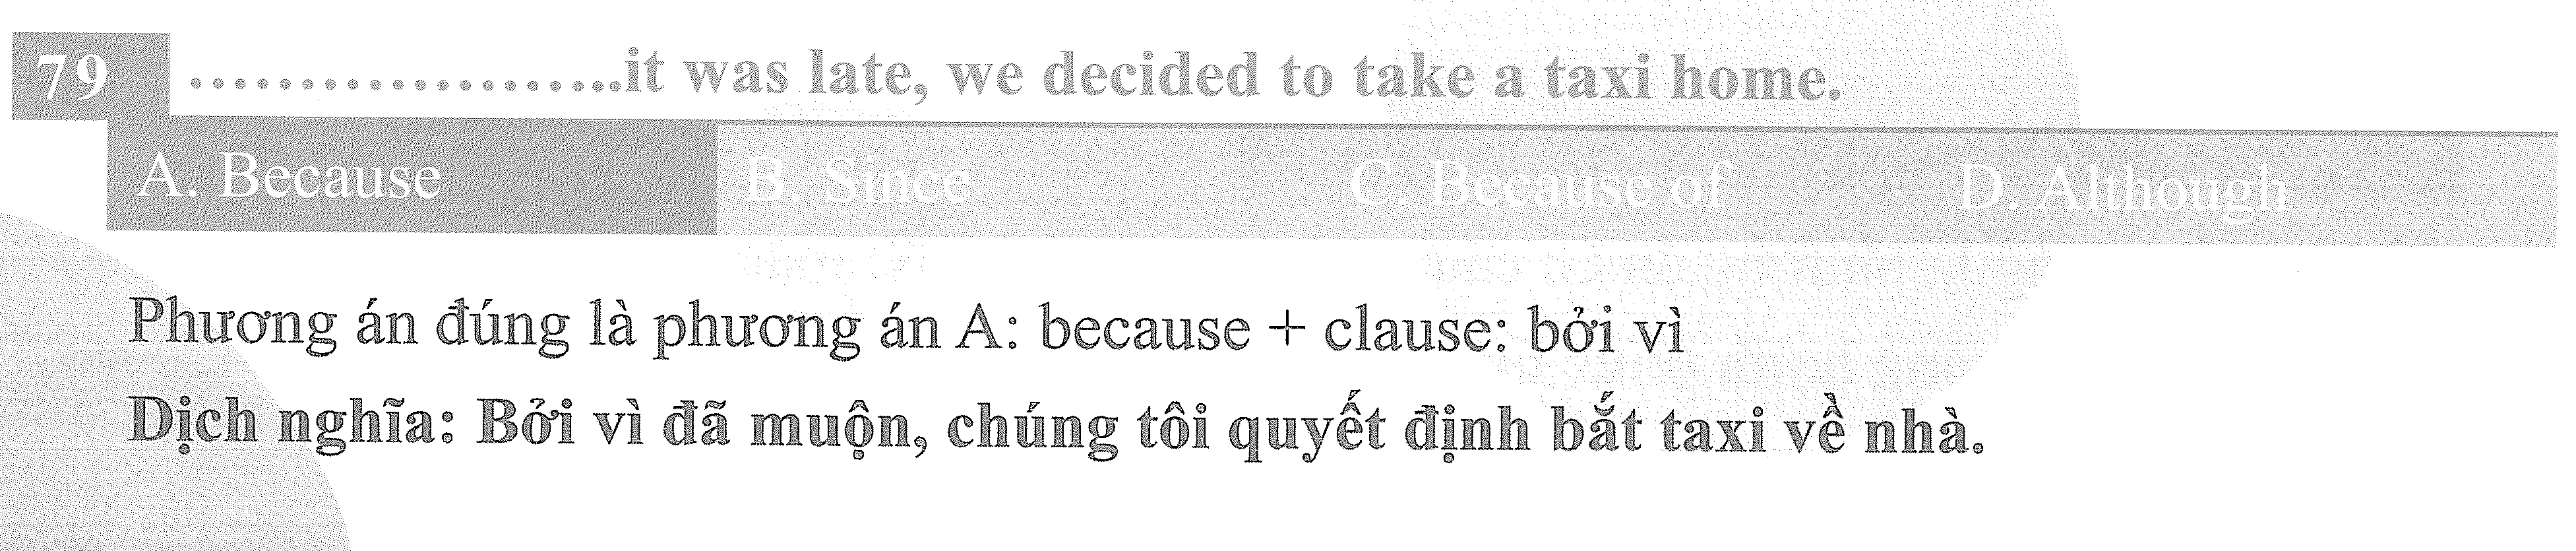 79 ......................it was late, we decided to take a taxi home.
A. Because B. Since C. Because of D. Although
Phương án đúng là phương án A: because + clause: bởi vì
Dịch nghĩa: Bởi vì đã muộn, chúng tôi quyết định bắt taxi về nhà.